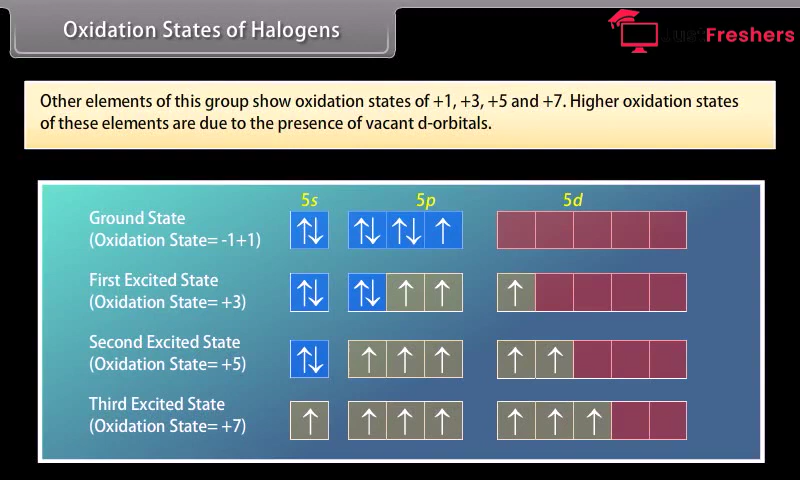 Oxidation States of Halogens
Just Freshers
Other elements of this group show oxidation states of +1, +3, +5 and +7. Higher oxidation states
of these elements are due to the presence of vacant d-orbitals.
5s 5p 5d
Ground State
(Oxidation State= -1+1)
First Excited State
(Oxidation State= +3)
Second Excited State
(Oxidation State= +5)
Third Excited State
(Oxidation State= +7)